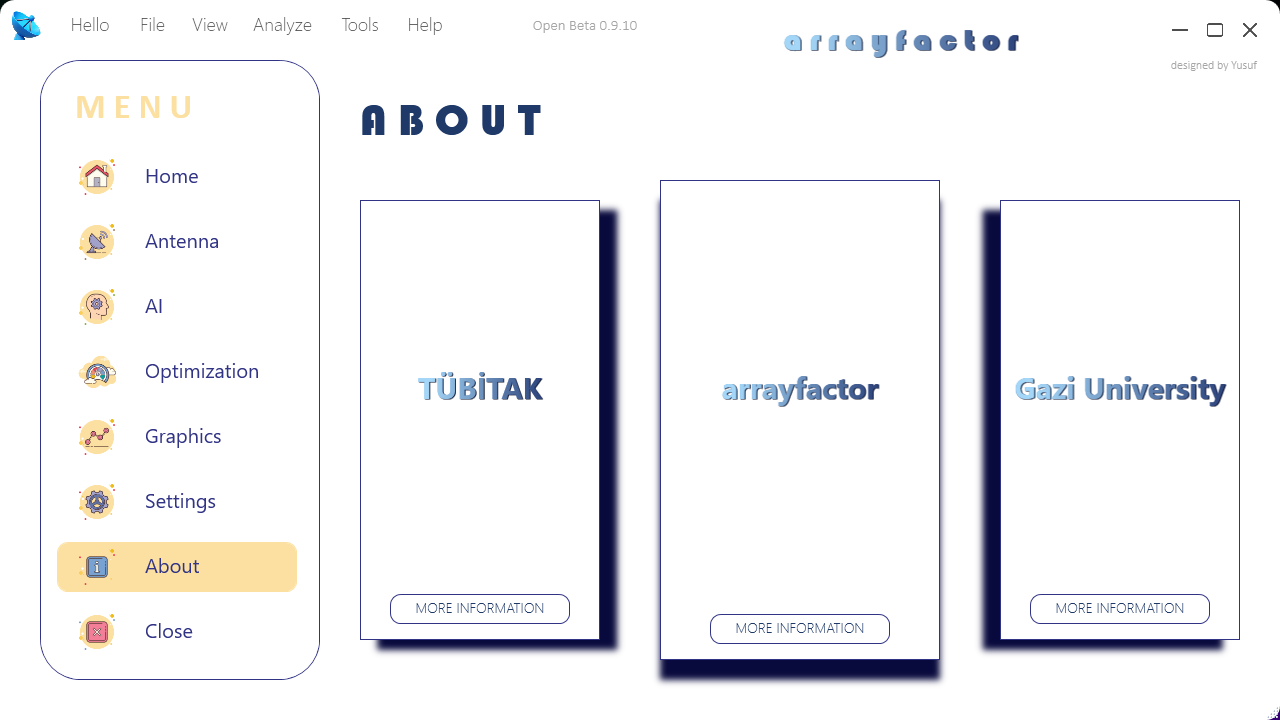 Hello File View Analyze Tools Help Open Beta 0.9.10
arrayfactor
designed by Yusuf
MENU
Home
Antenna
AI
Optimization
Graphics
Settings
About
Close
ABOUT
TÜBİTAK
MORE INFORMATION
arrayfactor
MORE INFORMATION
Gazi University
MORE INFORMATION